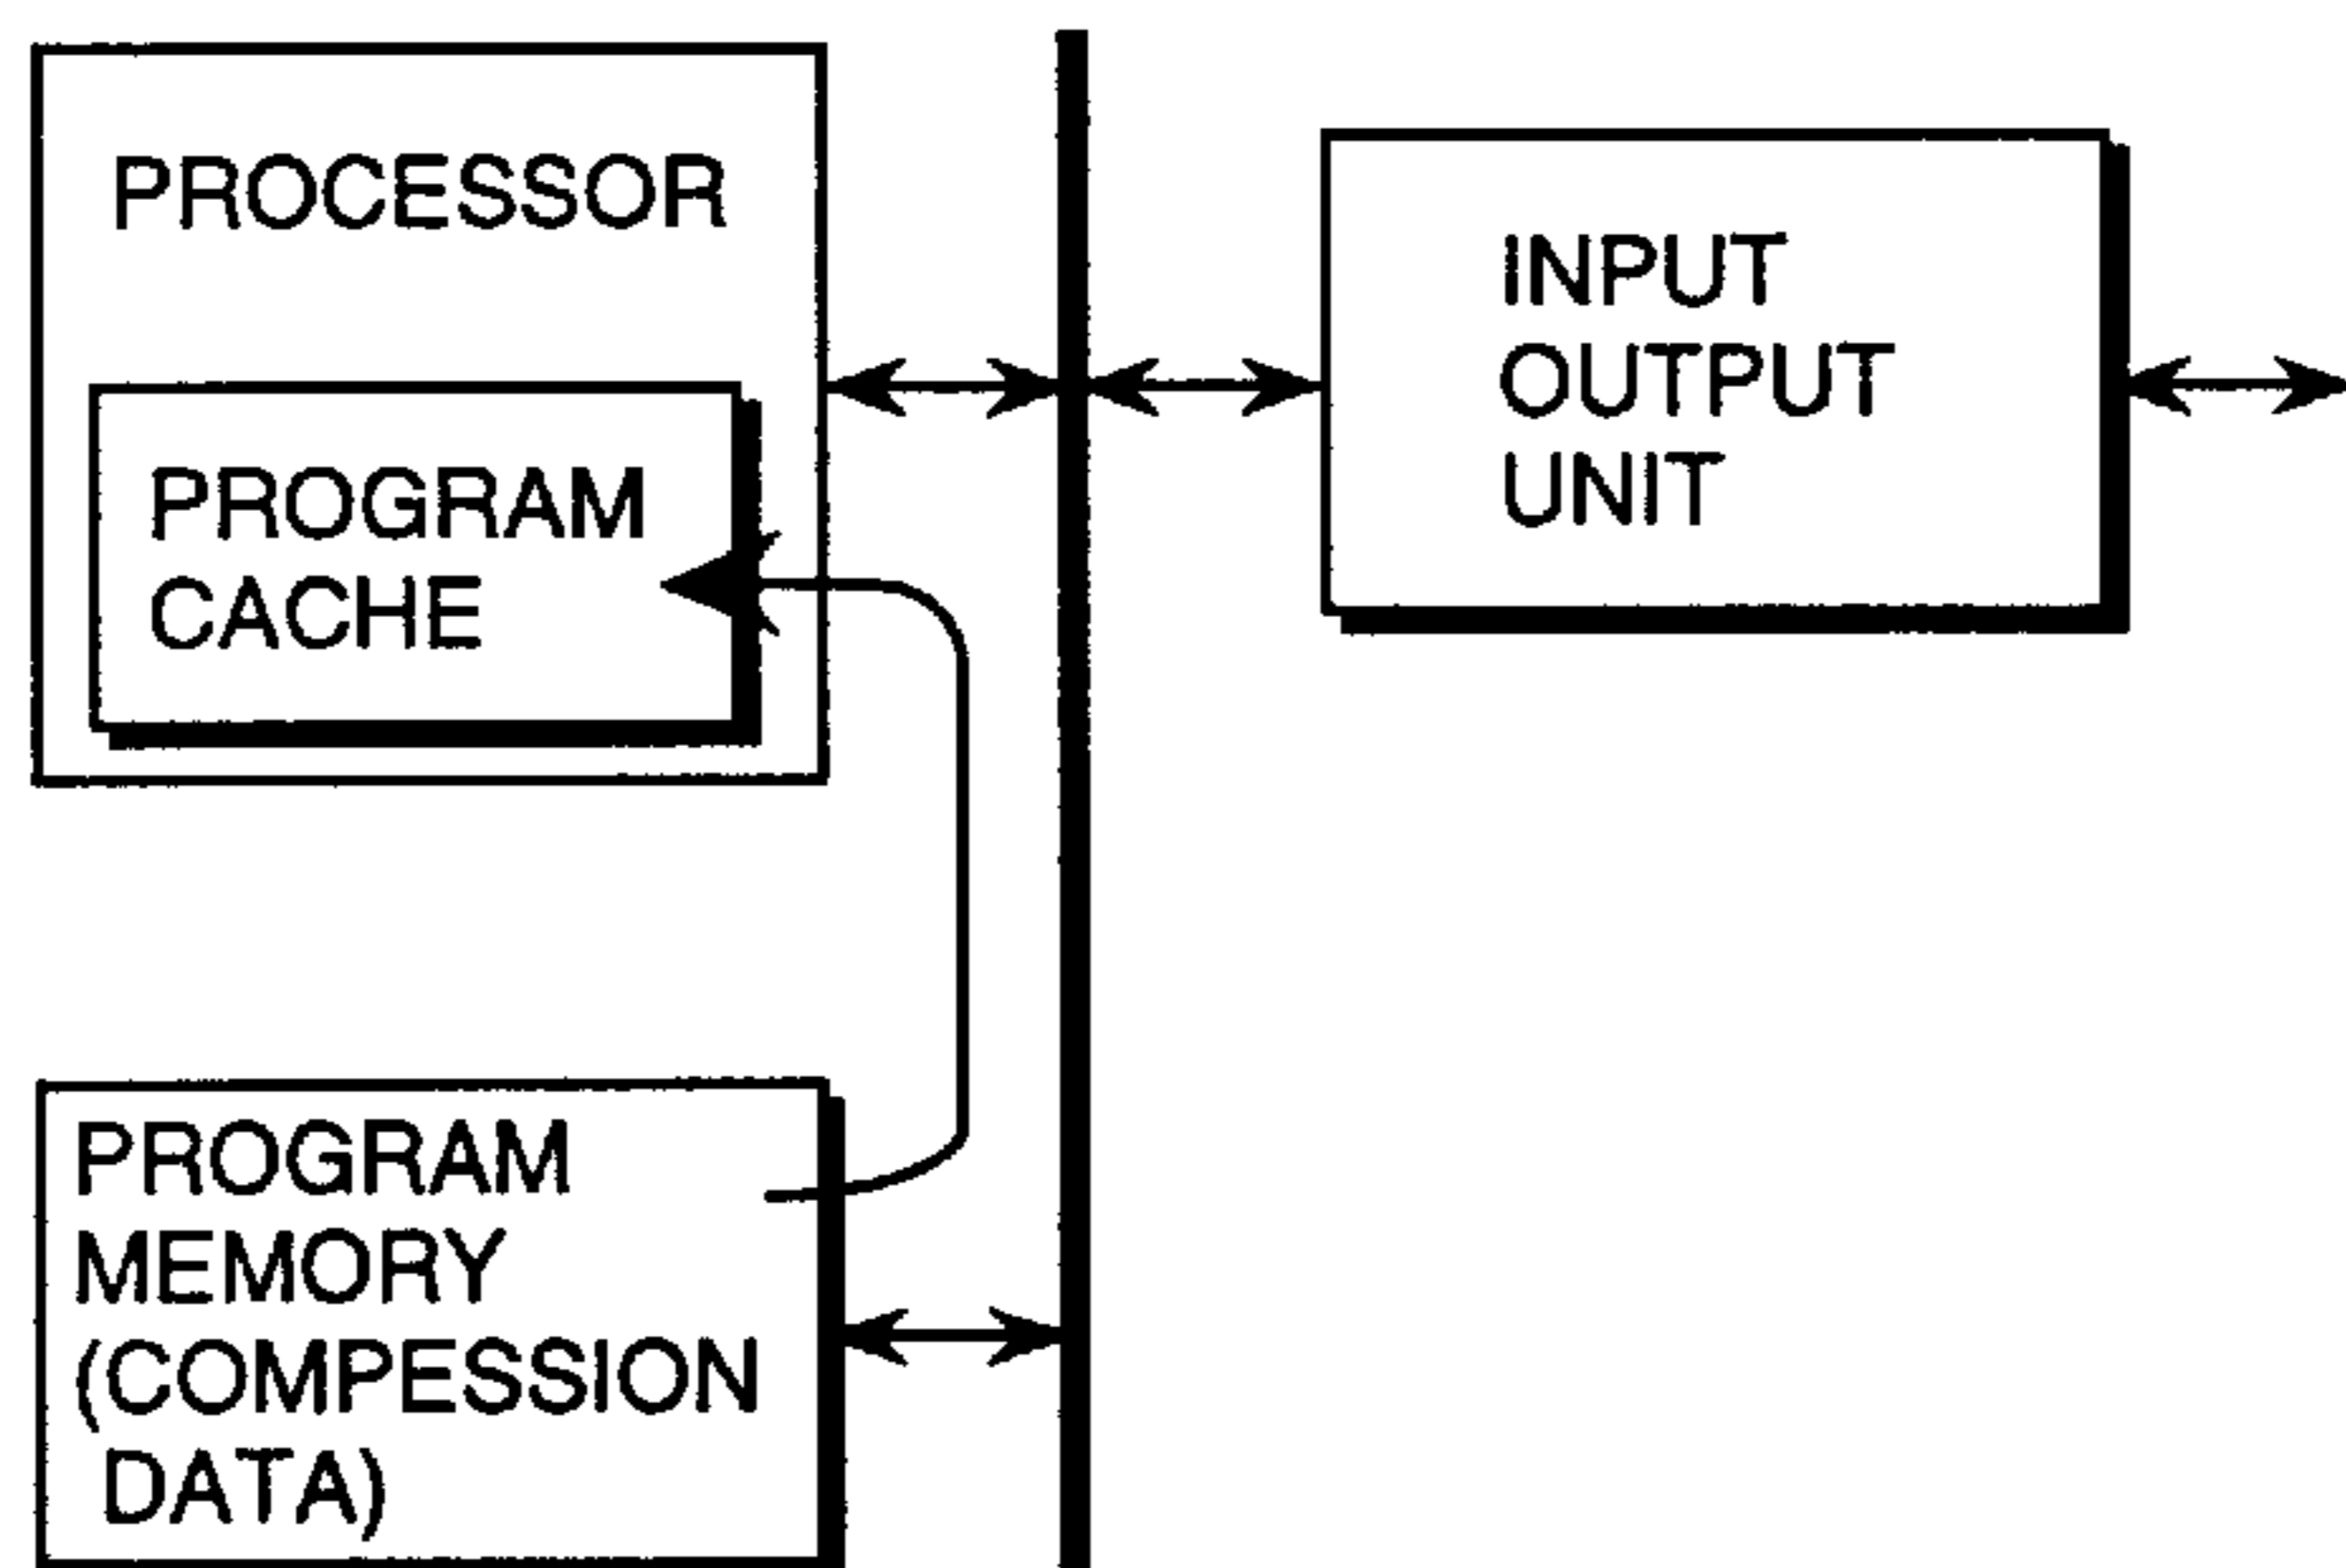 PROCESSOR
PROGRAM
CACHE
INPUT
OUTPUT
UNIT
PROGRAM
MEMORY
(COMPESSION
DATA)